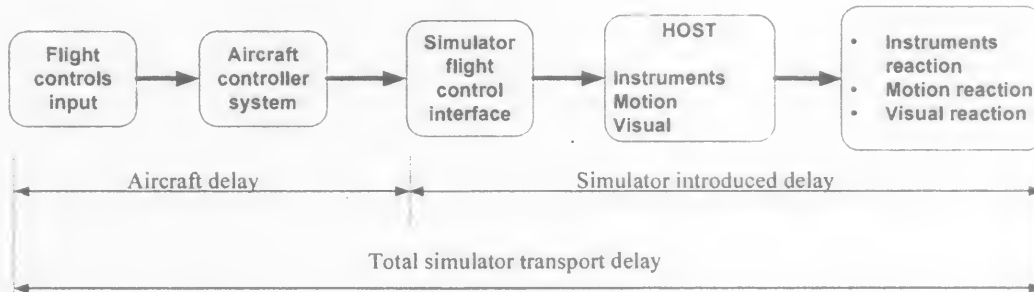 Flight
controls
input
Aircraft
controller
system
Simulator
flight
control
interface
HOST
Instruments
Motion
Visual
• Instruments
reaction
• Motion reaction
• Visual reaction
Aircraft delay
Simulator introduced delay
Total simulator transport delay